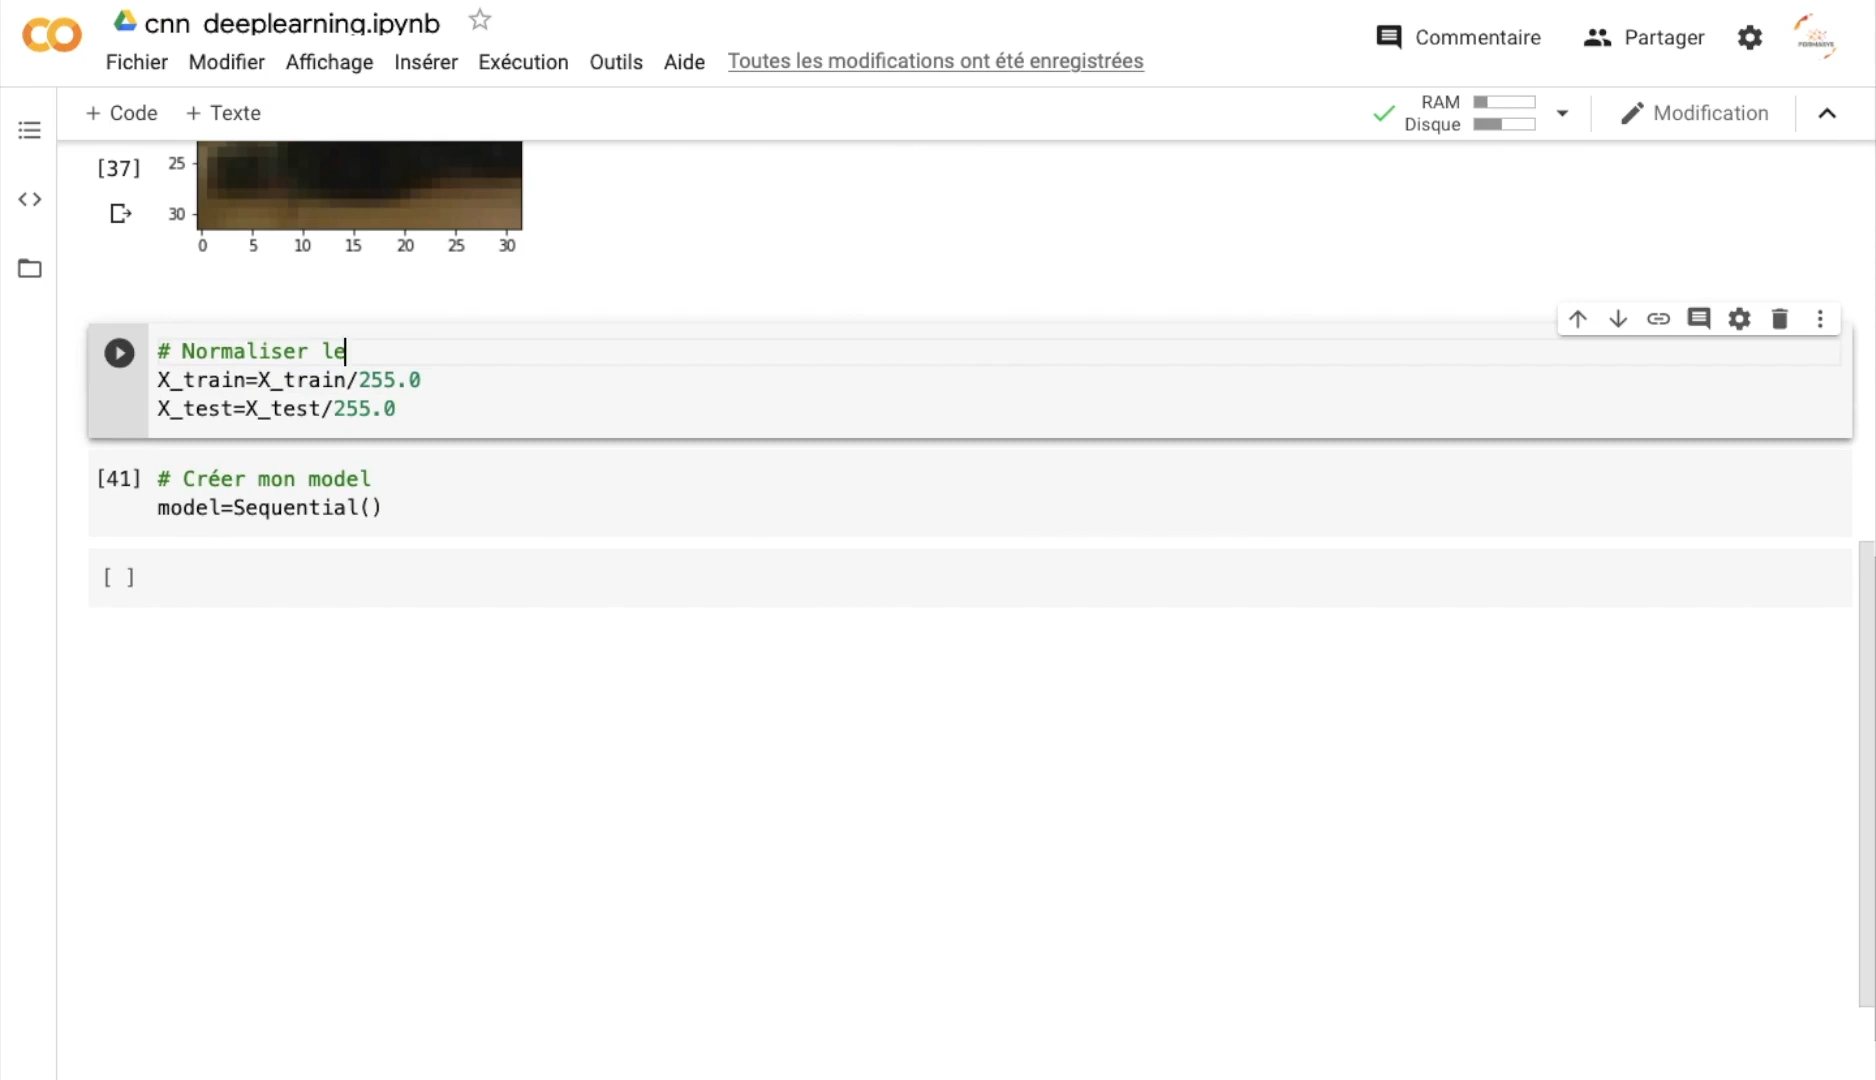 cnn deeplearning.ipynb
Commentaire
Partager
Fichier Modifier Affichage Insérer Exécution Outils Aide Toutes les modifications ont été enregistrées
+ Code + Texte
RAM
Disque
Modification
[37]
25
30
0 5 10 15 20 25 30
# Normaliser le
X_train=X_train/255.0
X_test=X_test/255.0
[41] # Créer mon model
model=Sequential()
[ ]